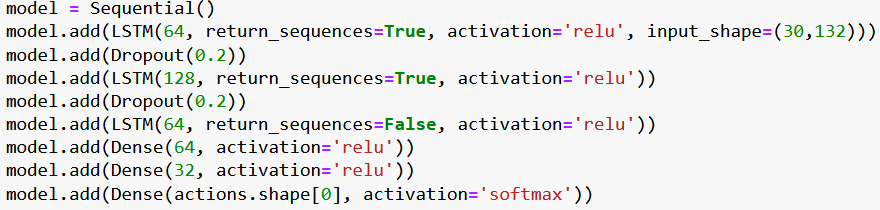 model = Sequential()
model.add(LSTM(64, return_sequences=True, activation='relu', input_shape=(30,132)))
model.add(Dropout(0.2))
model.add(LSTM(128, return_sequences=True, activation='relu'))
model.add(Dropout(0.2))
model.add(LSTM(64, return_sequences=False, activation='relu'))
model.add(Dense(64, activation='relu'))
model.add(Dense(32, activation='relu'))
model.add(Dense(actions.shape[0], activation='softmax'))